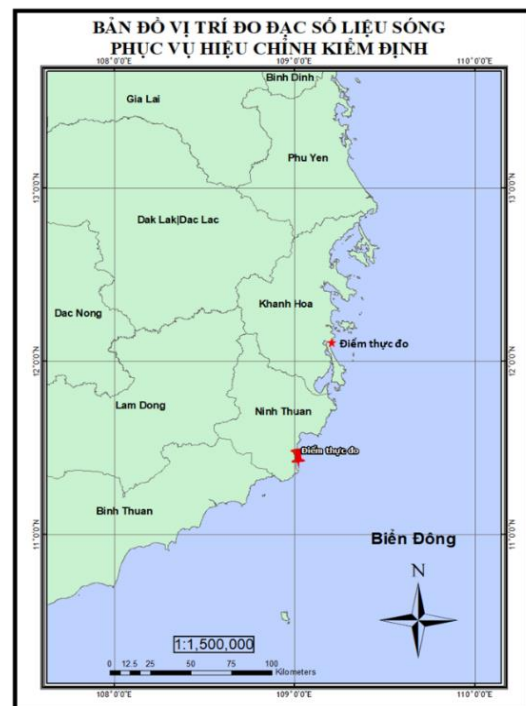 BẢN ĐỒ VỊ TRÍ ĐO ĐẠC SỐ LIỆU SÓNG
PHỤC VỤ HIỆU CHỈNH KIỂM ĐỊNH
108°0'0"E 109°0'0"E 110°0'0"E
Binh Dinh
Gia Lai
Phu Yen
13°0'0"N 13°0'0"N
Dak Lak|Dac Lac
Khanh Hoa
Dac Nong
Điểm thực đo
12°0'0"N 12°0'0"N
Lam Dong
Ninh Thuan
Điểm thực đo
Binh Thuan
11°0'0"N 11°0'0"N
Biển Đông
N
1:1,500,000
0 12.5 25 50 75 100
Kilometers
108°0'0"E 109°0'0"E 110°0'0"E